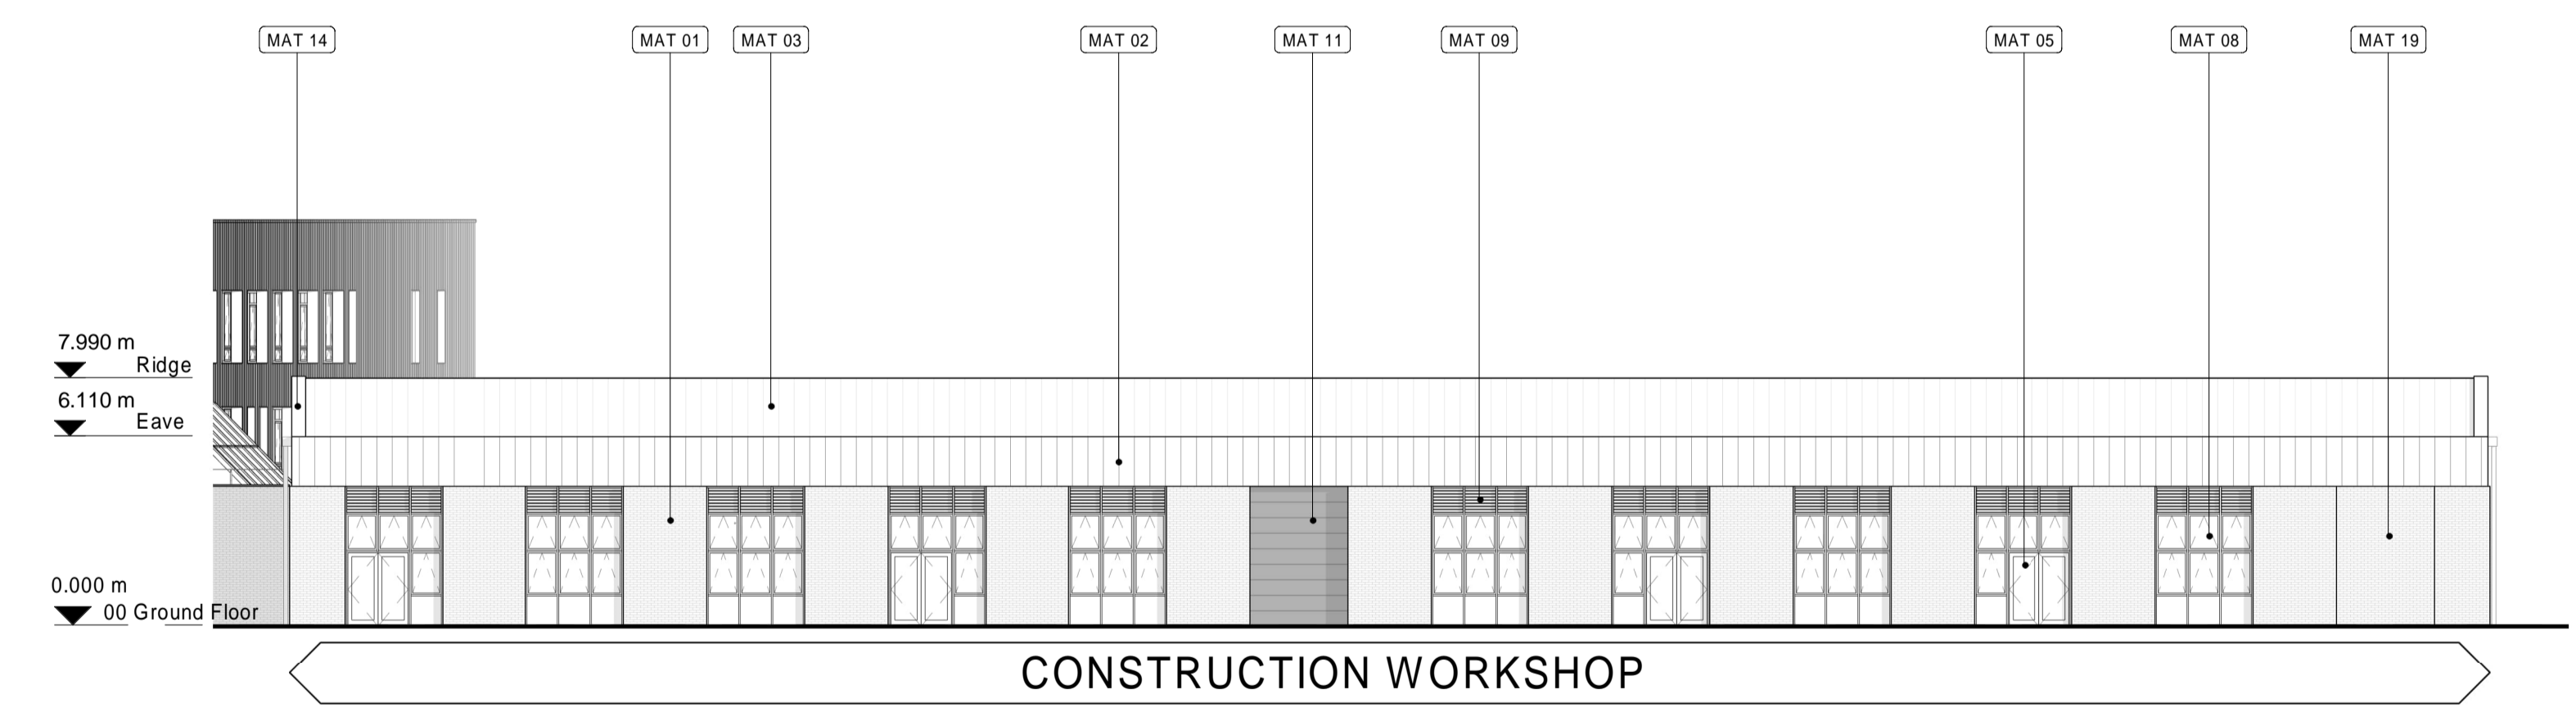 MAT 14
MAT 01
MAT 03
MAT 02
MAT 11
MAT 09
MAT 05
MAT 08
MAT 19
7.990 m
Ridge
6.110 m
Eave
0.000 m
00 Ground Floor
CONSTRUCTION WORKSHOP